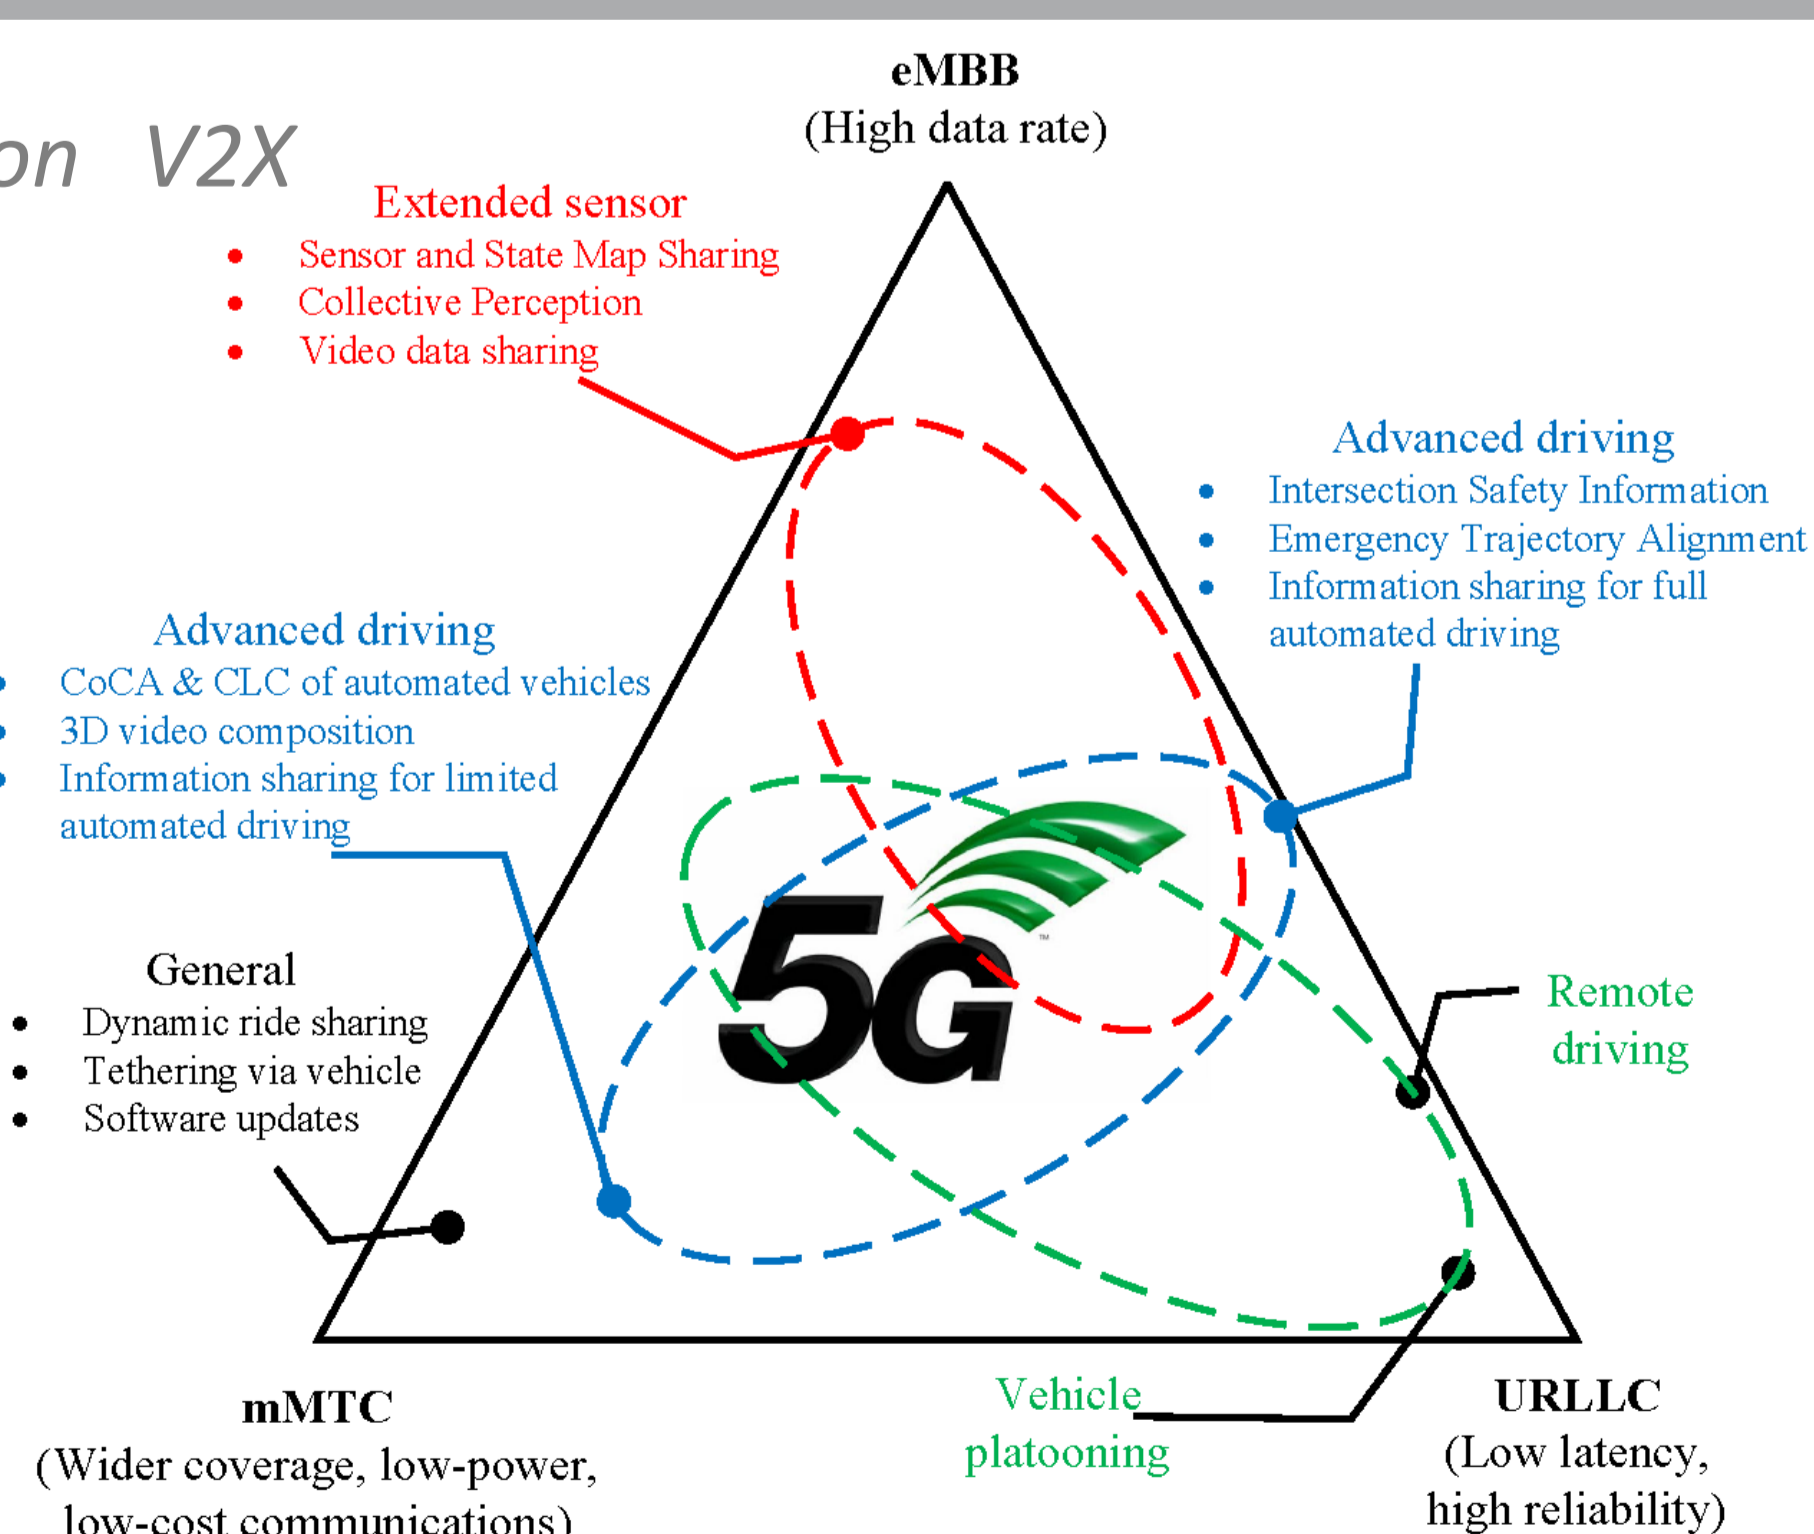 eMBB
(High data rate)
on V2X
Extended sensor
• Sensor and State Map Sharing
• Collective Perception
• Video data sharing
Advanced driving
• Intersection Safety Information
• Emergency Trajectory Alignment
• Information sharing for full
automated driving
Advanced driving
• CoCA & CLC of automated vehicles
• 3D video composition
• Information sharing for limited
automated driving
5G
TM
General
• Dynamic ride sharing
• Tethering via vehicle
• Software updates
Remote
driving
Vehicle
platooning
mMTC
(Wider coverage, low-power,
low-cost communications)
URLLC
(Low latency,
high reliability)